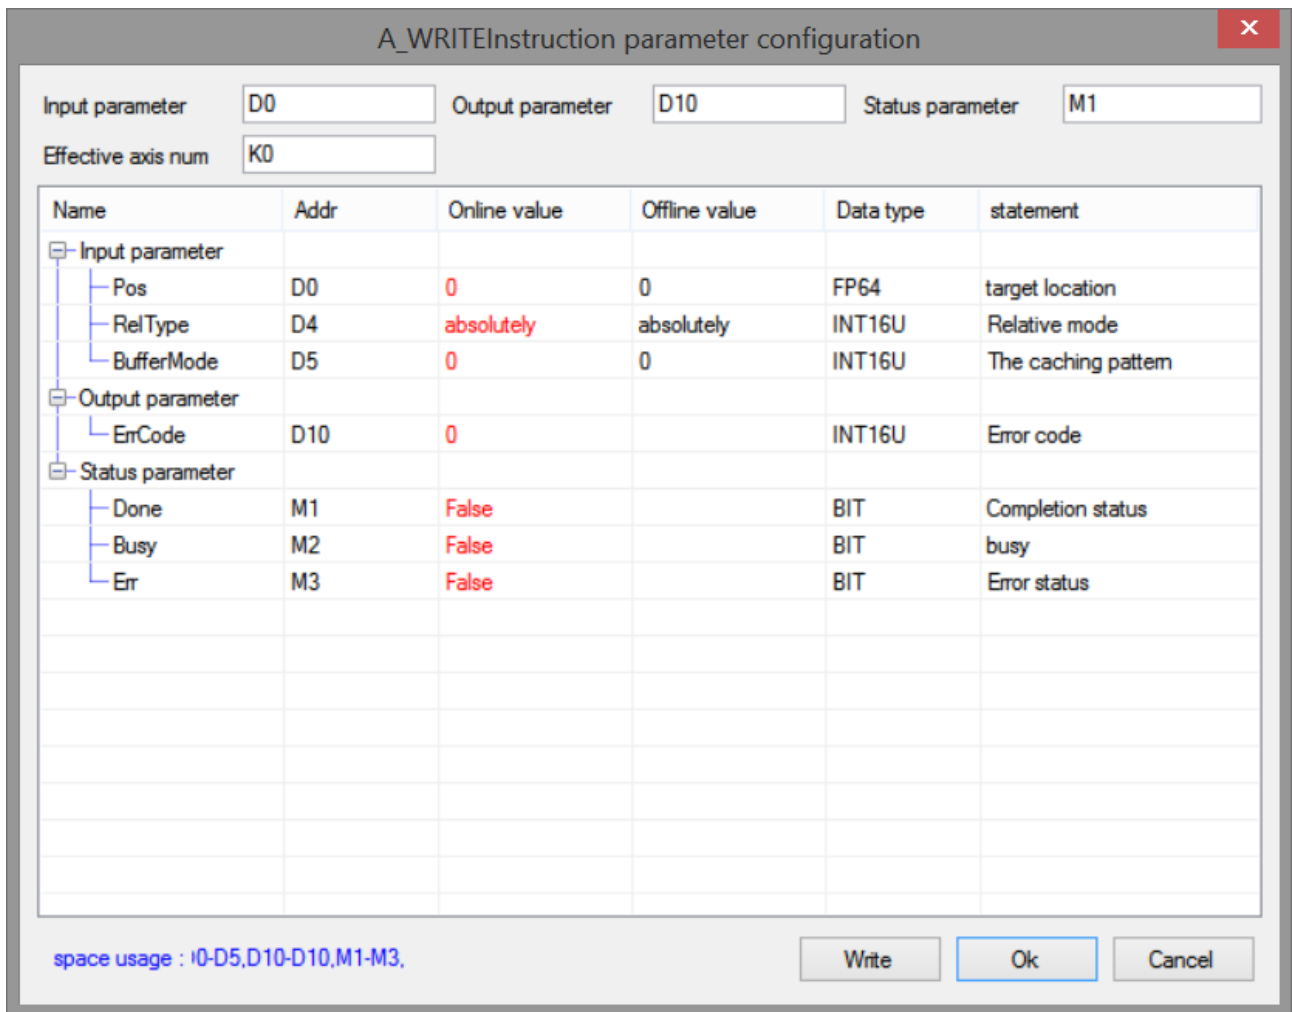 A_WRITEInstruction parameter configuration
Input parameter D0 Output parameter D10 Status parameter M1
Effective axis num K0
Name Addr Online value Offline value Data type statement
Input parameter
Pos D0 0 0 FP64 target location
RelType D4 absolutely absolutely INT16U Relative mode
BufferMode D5 0 0 INT16U The caching pattern
Output parameter
ErrCode D10 0 INT16U Error code
Status parameter
Done M1 False BIT Completion status
Busy M2 False BIT busy
Err M3 False BIT Error status
space usage : 0-D5,D10-D10,M1-M3, Write Ok Cancel